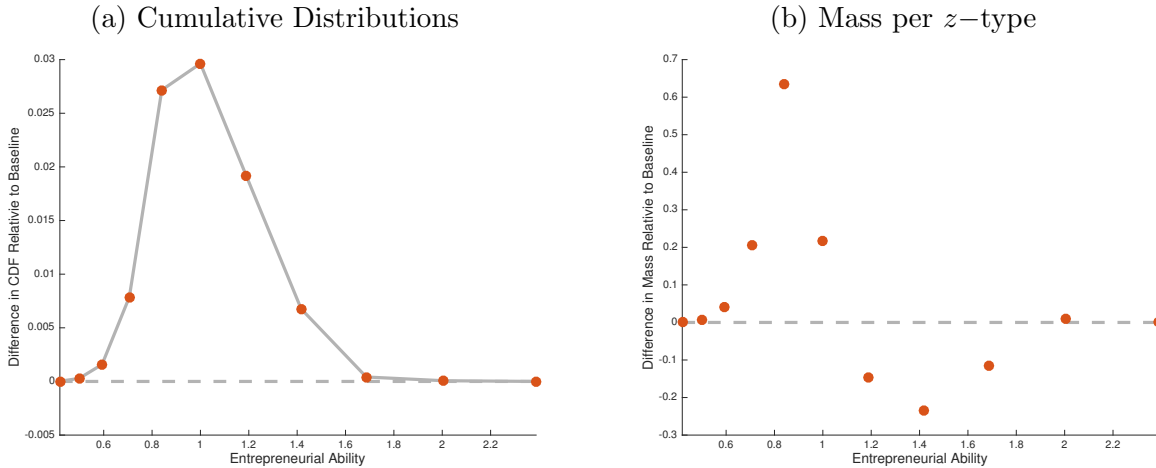 (a) Cumulative Distributions
0.03
0.025
0.02
0.015
0.01
0.005
0
-0.005
0.6 0.8 1 1.2 1.4 1.6 1.8 2 2.2
Entrepreneurial Ability
Difference in CDF Relativie to Baseline
(b) Mass per z−type
0.7
0.6
0.5
0.4
0.3
0.2
0.1
0
-0.1
-0.2
-0.3
0.6 0.8 1 1.2 1.4 1.6 1.8 2 2.2
Entrepreneurial Ability
Difference in Mass Relative to Baseline